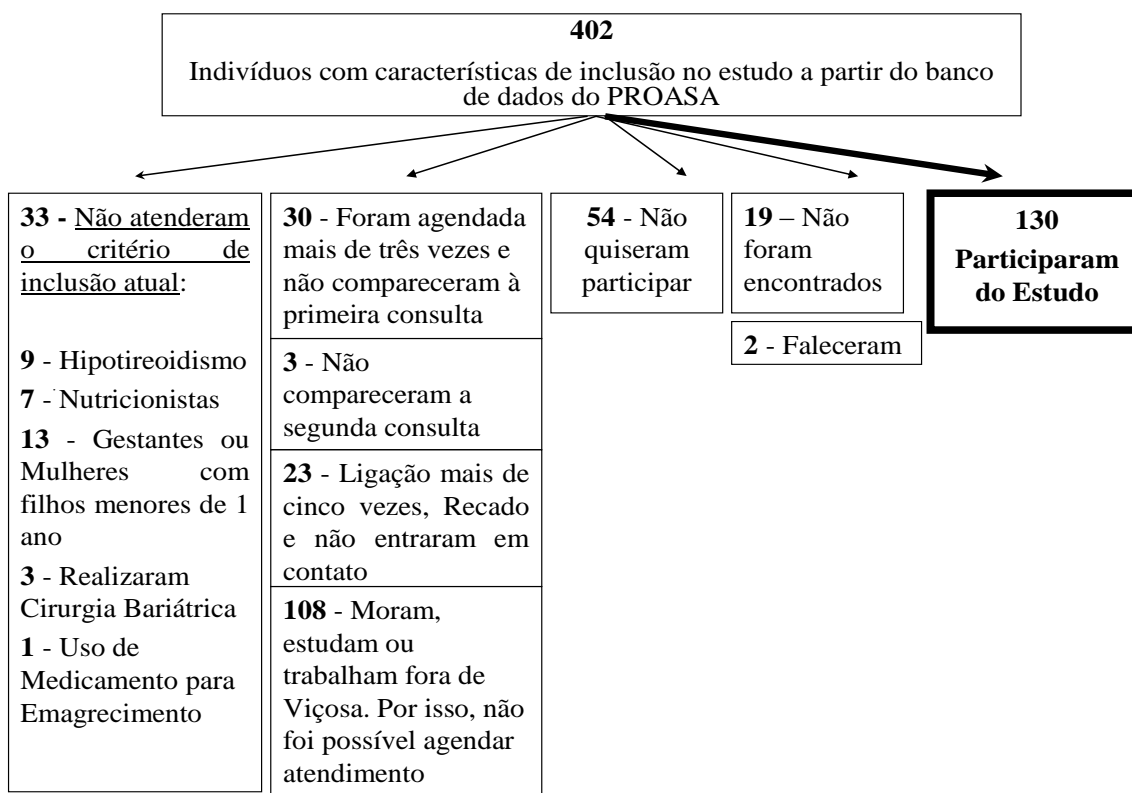 402
Indivíduos com características de inclusão no estudo a partir do banco
de dados do PROASA
33 - Não atenderam
o critério de
inclusão atual:
9 - Hipotireoidismo
7 - Nutricionistas
13 - Gestantes ou
Mulheres com
filhos menores de 1
ano
3 - Realizaram
Cirurgia Bariátrica
1 - Uso de
Medicamento para
Emagrecimento
30 - Foram agendada
mais de três vezes e
não compareceram à
primeira consulta
3 - Não
compareceram a
segunda consulta
23 - Ligação mais de
cinco vezes, Recado
e não entraram em
contato
108 - Moram,
estudam ou
trabalham fora de
Viçosa. Por isso, não
foi possível agendar
atendimento
54 - Não
quiseram
participar
19 – Não
foram
encontrados
2 - Faleceram
130
Participaram
do Estudo